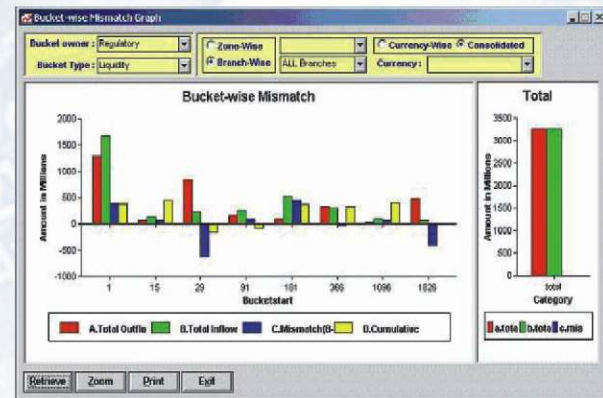 Bucket-wise Mismatch Graph
Bucket owner : Regulatory Zone-Wise Currency-Wise Consolidated
Bucket Type : Liquidity Branch-Wise ALL Branches Currency :
Bucket-wise Mismatch
Amount in Millions
2000
1500
1000
500
0
-500
-1000
1 15 29 91 181 366 1096 1826
Bucketstart
A.Total Outflo B.Total Inflow C.Mismatch(B- D.Cumulative
Total
Amount in Millions
3500
3000
2500
2000
1500
1000
500
0
total
Category
a.tota b.total c.mis
Retrieve Zoom Print Exit